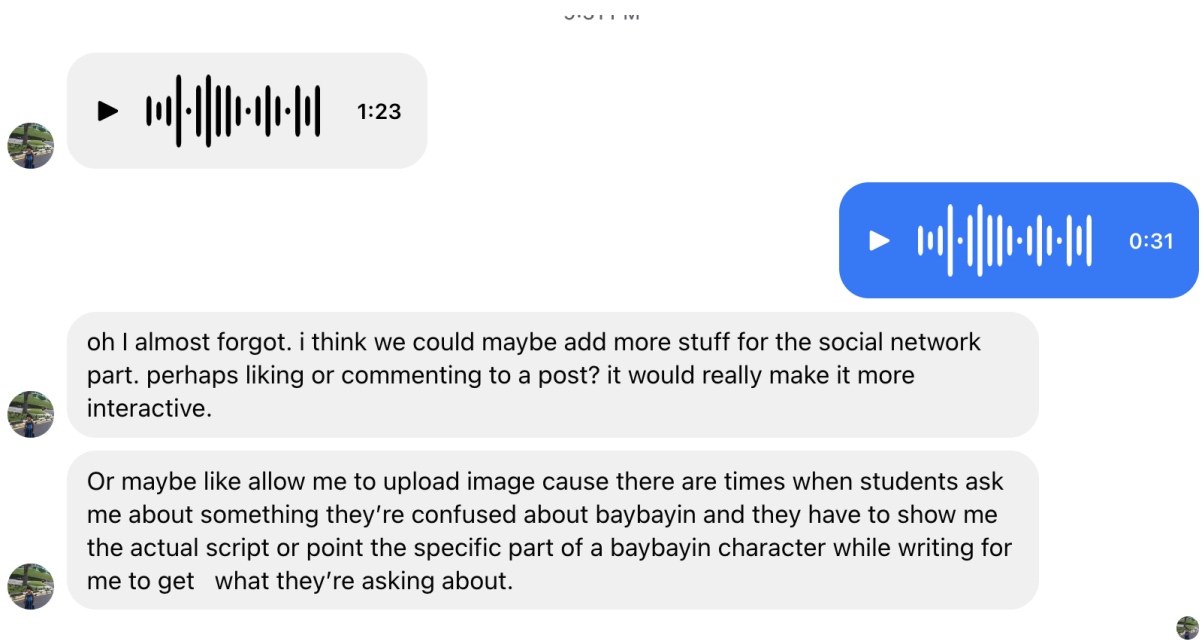 1:23
0:31
oh I almost forgot. i think we could maybe add more stuff for the social network
part. perhaps liking or commenting to a post? it would really make it more
interactive.
Or maybe like allow me to upload image cause there are times when students ask
me about something they’re confused about baybayin and they have to show me
the actual script or point the specific part of a baybayin character while writing for
me to get   what they’re asking about.